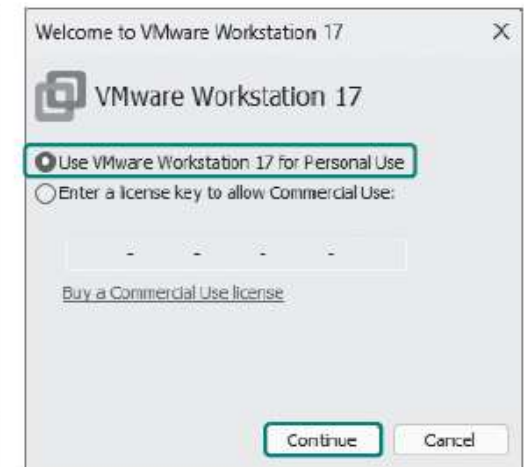 Welcome to VMware Workstation 17
VMware Workstation 17
Use VMware Workstation 17 for Personal Use
Enter a license key to allow Commercial Use:
- - - -
Buy a Commercial Use license
Continue Cancel